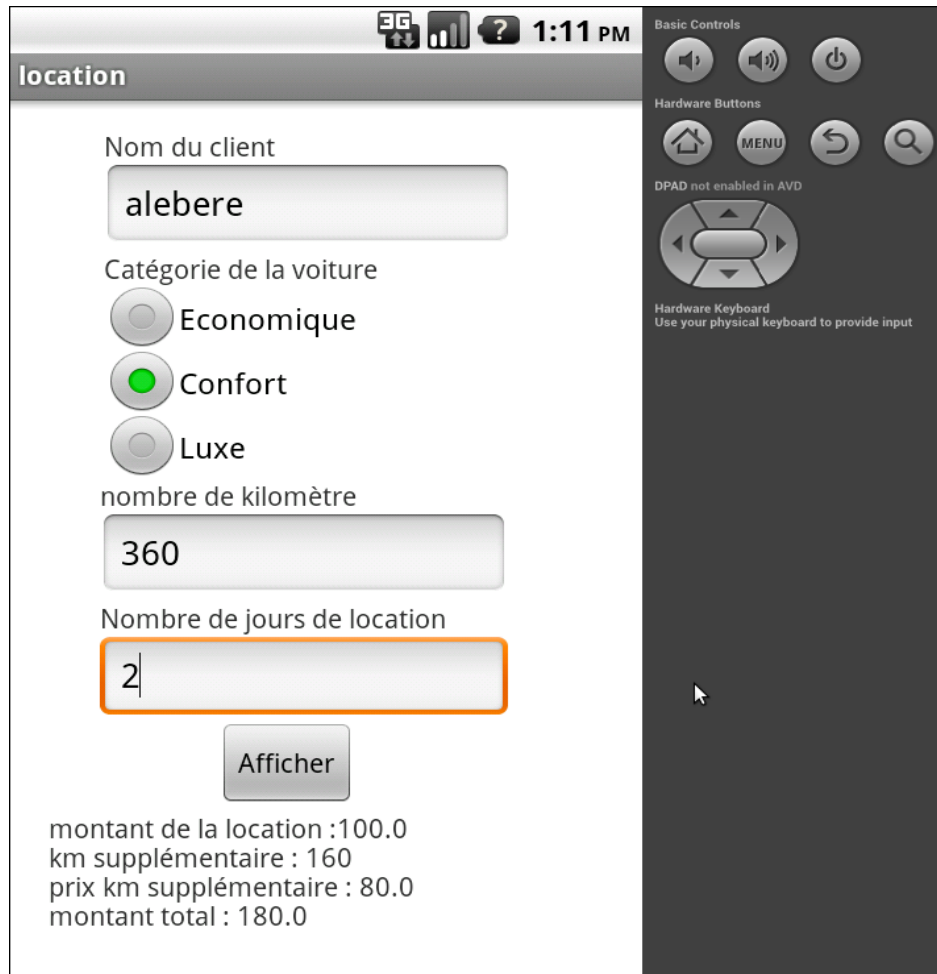 3G ? 1:11 PM
location
Nom du client
alebere
Catégorie de la voiture
Economique
Confort
Luxe
nombre de kilomètre
360
Nombre de jours de location
2
Afficher
montant de la location :100.0
km supplémentaire : 160
prix km supplémentaire : 80.0
montant total : 180.0
Basic Controls
Hardware Buttons
MENU
DPAD not enabled in AVD
Hardware Keyboard
Use your physical keyboard to provide input